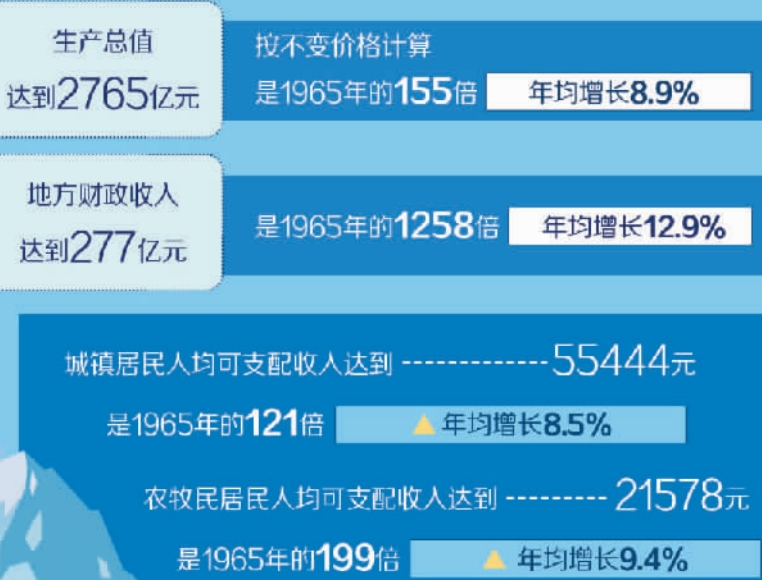 生产总值
达到2765亿元
按不变价格计算
是1965年的155倍 年均增长8.9%
地方财政收入
达到277亿元
是1965年的1258倍 年均增长12.9%
城镇居民人均可支配收入达到-------------55444元
是1965年的121倍 年均增长8.5%
农牧民居民人均可支配收入达到---------21578元
是1965年的199倍 年均增长9.4%